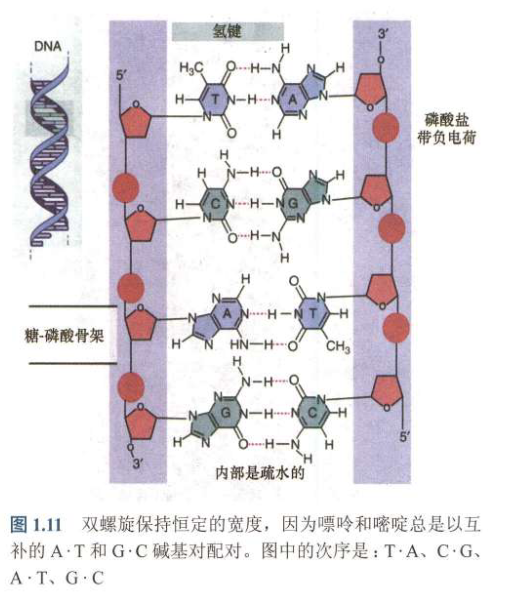 氢键
DNA
5′
3′
H₃C O H—N H
H T N—H N A N H
N O N H
磷酸盐
带负电荷
H N—H O N H
H C N H—N G N
N O H—N H
H
H A N H—N T H
N N O N
H HN—H O CH₃
糖-磷酸骨架
H N—H O
N G N—H N C H
H N O H—N H
H
3′
5′
内部是疏水的
图 1.11 双螺旋保持恒定的宽度，因为嘌呤和嘧啶总是以互
补的 A·T 和 G·C 碱基对配对。图中的次序是：T·A、C·G、
A·T、G·C